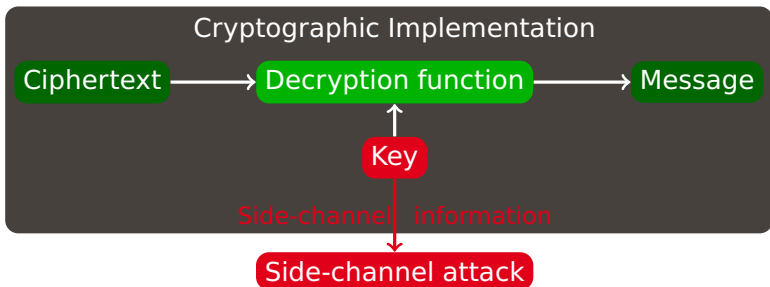 Cryptographic Implementation
Ciphertext Decryption function Message
Key
Side-channel information
Side-channel attack